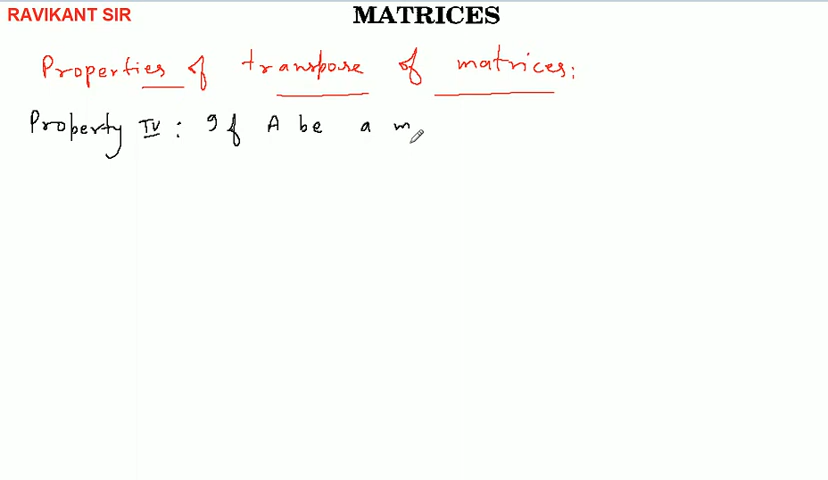 RAVIKANT SIR
MATRICES
Properties of transpose of matrices:
Property IV : If A be a m